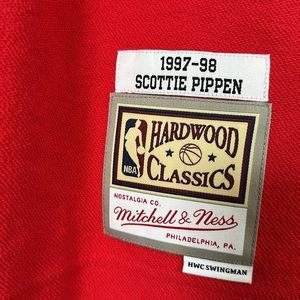 1997-98
SCOTTIE PIPPEN
NBA
HARDWOOD
CLASSICS
NOSTALGIA CO.
Mitchell & Ness
PHILADELPHIA, PA.
HWC SWINGMAN